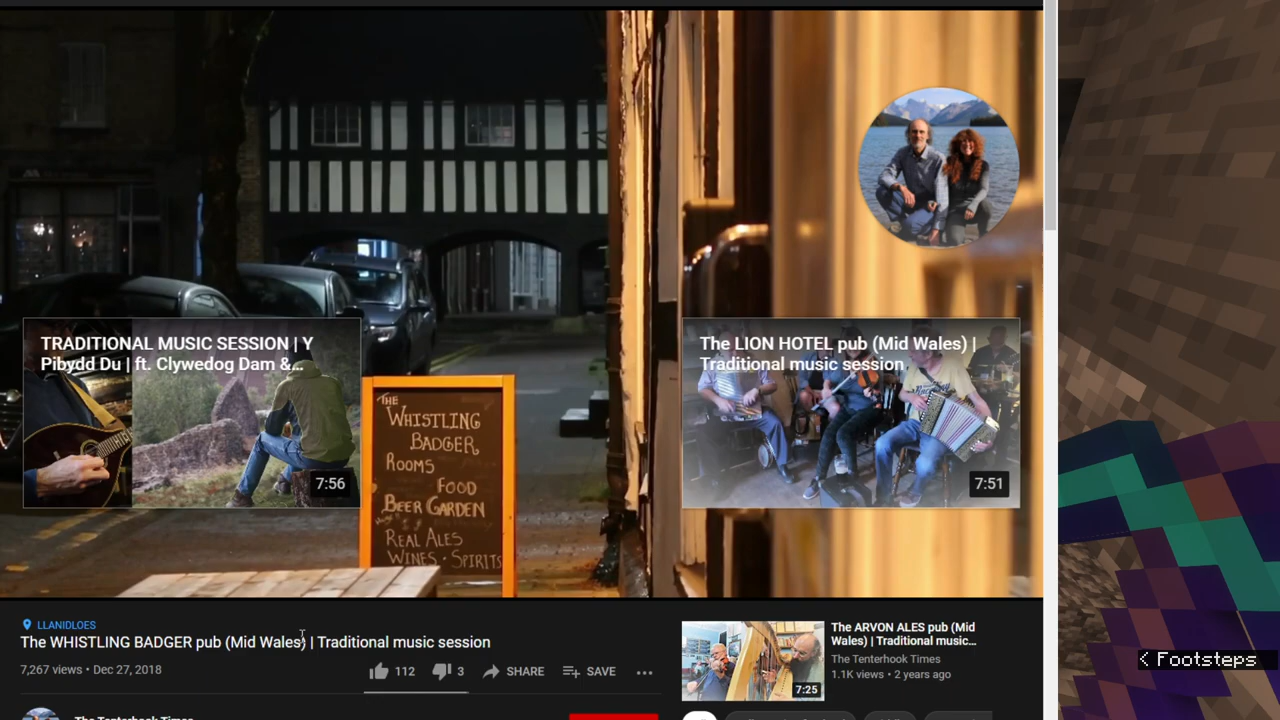 TRADITIONAL MUSIC SESSION | Y
Pibydd Du | ft. Clywedog Dam &...
7:56
The LION HOTEL pub (Mid Wales) |
Traditional music session
7:51
THE
WHISTLING
BADGER
ROOMS
FOOD
BEER GARDEN
REAL ALES
WINES · SPIRITS
LLANIDLOES
The WHISTLING BADGER pub (Mid Wales) | Traditional music session
7,267 views • Dec 27, 2018
112
3
SHARE
SAVE
The ARVON ALES pub (Mid
Wales) | Traditional music...
The Tenterhook Times
1.1K views • 2 years ago
7:25
The Tenterhook Times
< Footsteps